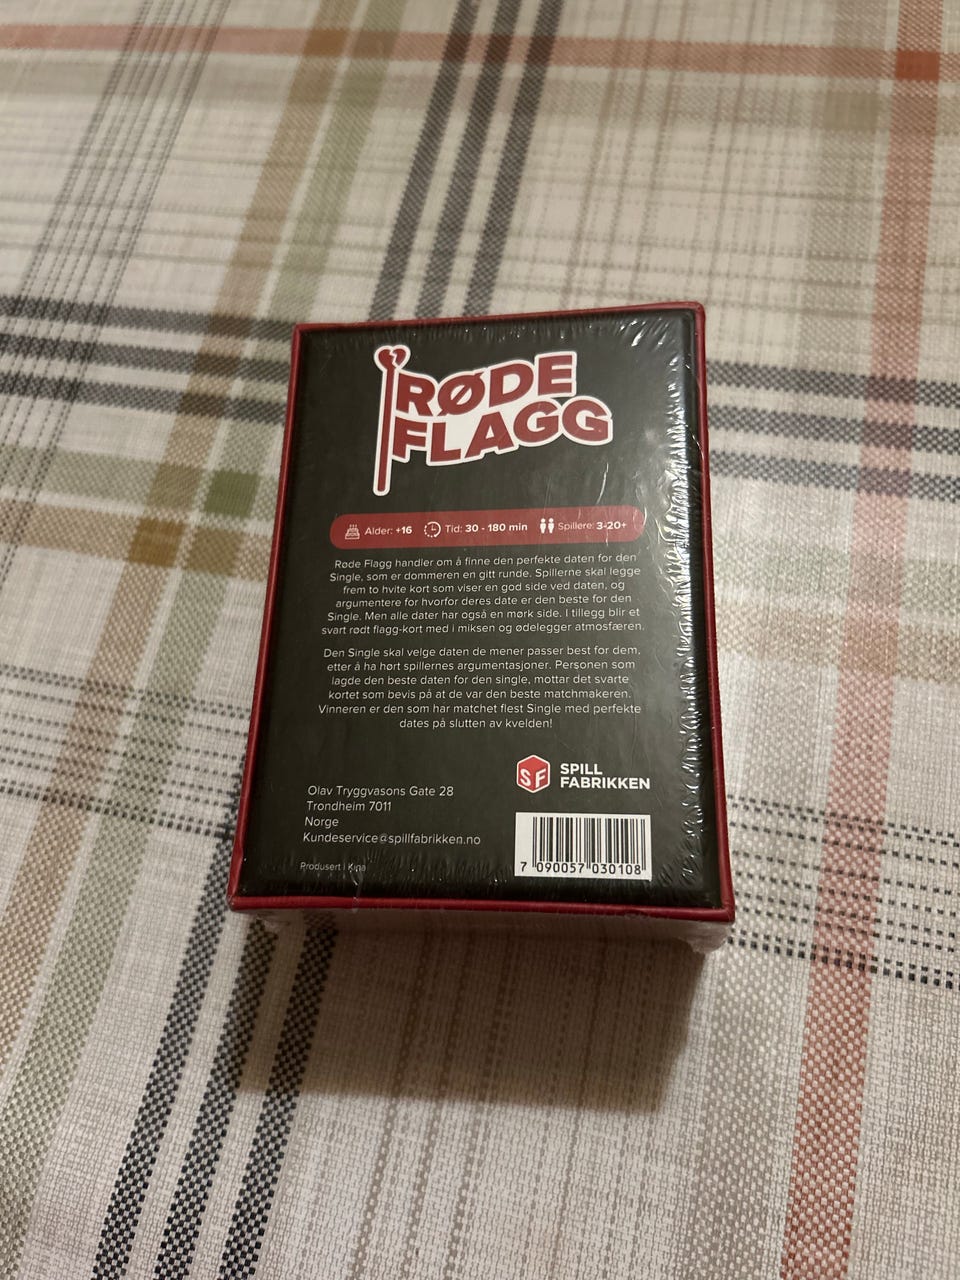 RØDE
FLAGG
Alder: +16 Tid: 30 - 180 min Spillere: 3-20+
Røde Flagg handler om å finne den perfekte daten for den
Single, som er dommeren en gitt runde. Spillerne skal legge
frem to hvite kort som viser en god side ved daten, og
argumentere for hvorfor deres date er den beste for den
Single. Men alle dater har også en mørk side. I tillegg blir et
svart rødt flagg-kort med i miksen og ødelegger atmosfæren.
Den Single skal velge daten de mener passer best for dem,
etter å ha hørt spillernes argumentasjoner. Personen som
lagde den beste daten for den single, mottar det svarte
kortet som bevis på at de var den beste matchmakeren.
Vinneren er den som har matchet flest Single med perfekte
dates på slutten av kvelden!
SF SPILL
FABRIKKEN
Olav Tryggvasons Gate 28
Trondheim 7011
Norge
Kundeservice@spillfabrikken.no
Produsert i Kina
7 090057 030108